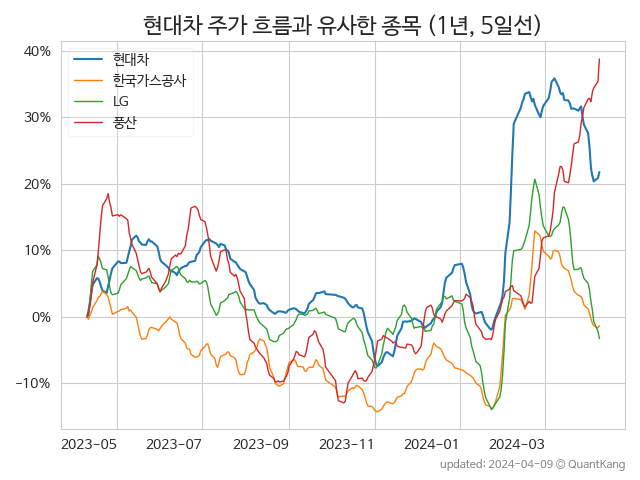 현대차 주가 흐름과 유사한 종목 (1년, 5일선)
현대차
한국가스공사
LG
풍산
40%
30%
20%
10%
0%
−10%
2023-05
2023-07
2023-09
2023-11
2024-01
2024-03
updated: 2024-04-09 © QuantKang